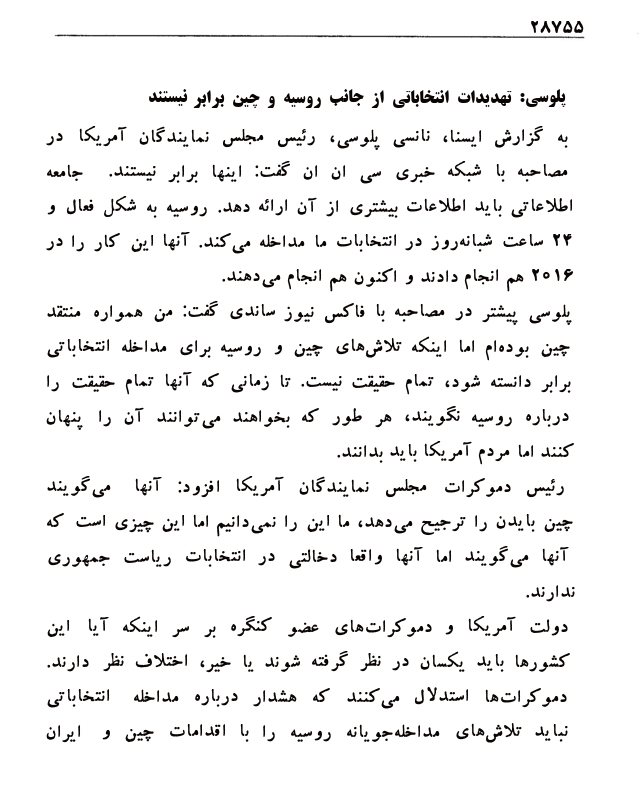 ۲۸۷۵۵
پلوسی: تهدیدات انتخاباتی از جانب روسیه و چین برابر نیستند
به گزارش ایسنا، نانسی پلوسی، رئیس مجلس نمایندگان آمریکا در
مصاحبه با شبکه خبری سی ان ان گفت: اینها برابر نیستند. جامعه
اطلاعاتی باید اطلاعات بیشتری از آن ارائه دهد. روسیه به شکل فعال و
۲۴ ساعت شبانه‌روز در انتخابات ما مداخله می‌کند. آنها این کار را در
۲۰۱۶ هم انجام دادند و اکنون هم انجام می‌دهند.
پلوسی پیشتر در مصاحبه با فاکس نیوز ساندی گفت: من همواره منتقد
چین بوده‌ام اما اینکه تلاش‌های چین و روسیه برای مداخله انتخاباتی
برابر دانسته شود، تمام حقیقت نیست. تا زمانی که آنها تمام حقیقت را
درباره روسیه نگویند، هر طور که بخواهند می‌توانند آن را پنهان
کنند اما مردم آمریکا باید بدانند.
رئیس دموکرات مجلس نمایندگان آمریکا افزود: آنها می‌گویند
چین بایدن را ترجیح می‌دهد، ما این را نمی‌دانیم اما این چیزی است که
آنها می‌گویند اما آنها واقعا دخالتی در انتخابات ریاست جمهوری
ندارند.
دولت آمریکا و دموکرات‌های عضو کنگره بر سر اینکه آیا این
کشورها باید یکسان در نظر گرفته شوند یا خیر، اختلاف نظر دارند.
دموکرات‌ها استدلال می‌کنند که هشدار درباره مداخله انتخاباتی
نباید تلاش‌های مداخله‌جویانه روسیه را با اقدامات چین و ایران